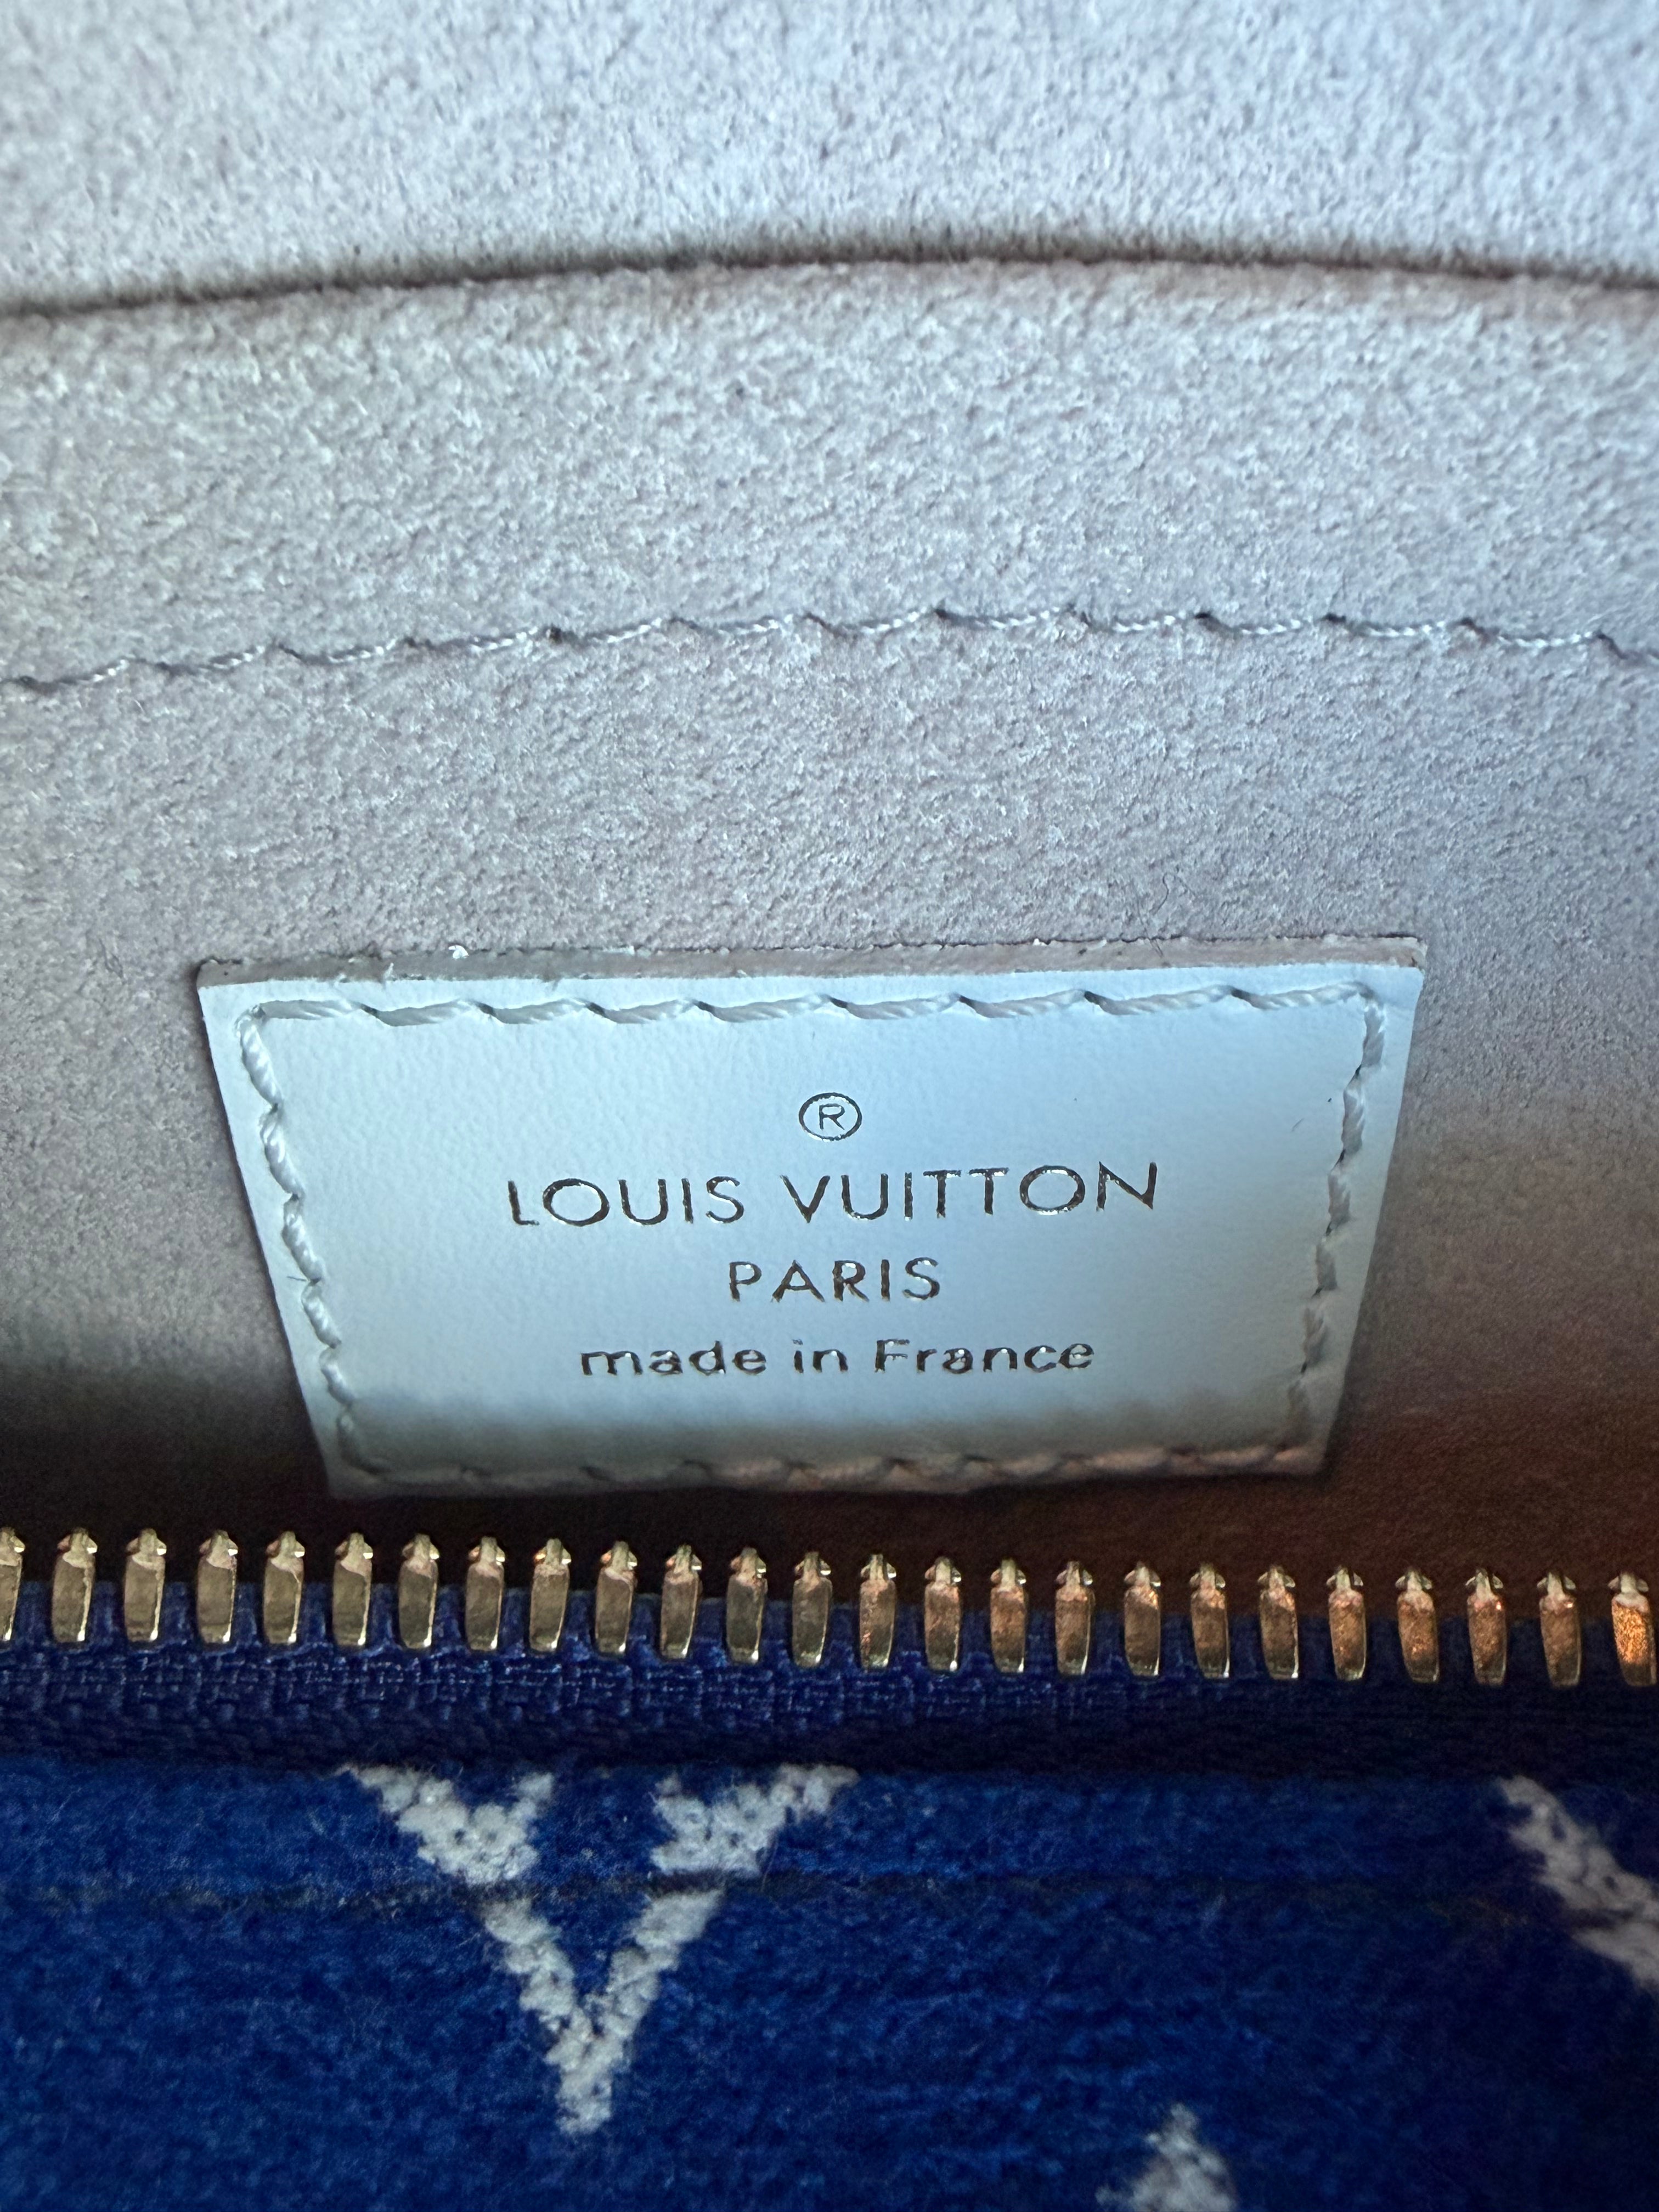 ®
LOUIS VUITTON
PARIS
made in France